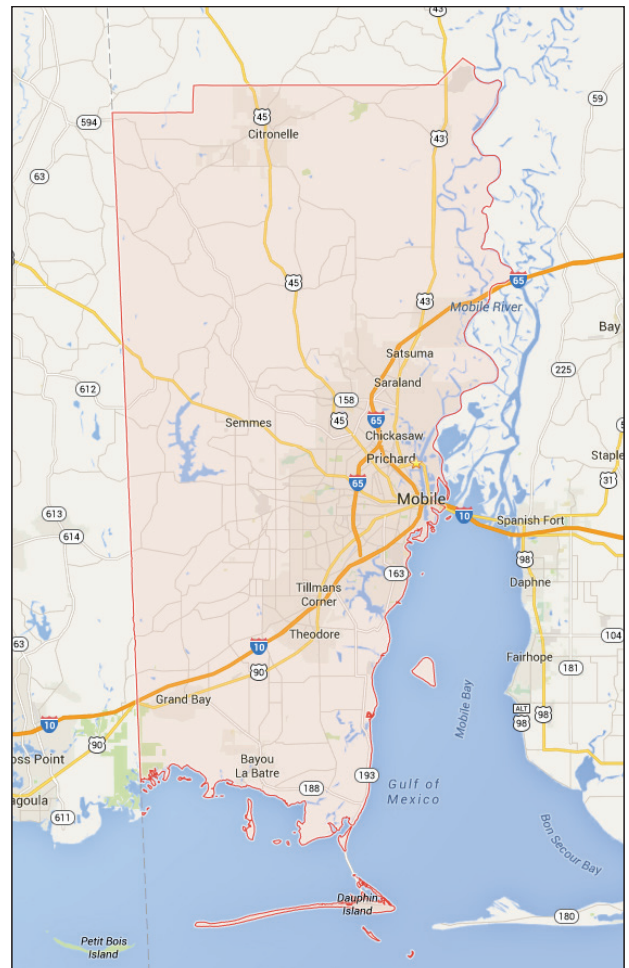 43
45
Citronelle
594
43
59
63
45
65
43
Mobile River
Bay
Satsuma
225
Saraland
612
158
Semmes
45
65
Chickasaw
Prichard
Staple
65
31
Mobile
613
10
Spanish Fort
614
98
163
Daphne
Tillmans
Corner
104
Theodore
63
10
Fairhope
90
181
Mobile Bay
Grand Bay
ALT
98
98
10
90
oss Point
Bayou
La Batre
193
Gulf of
Mexico
188
agoula
611
Bon Secour Bay
Dauphin
Island
180
Petit Bois
Island